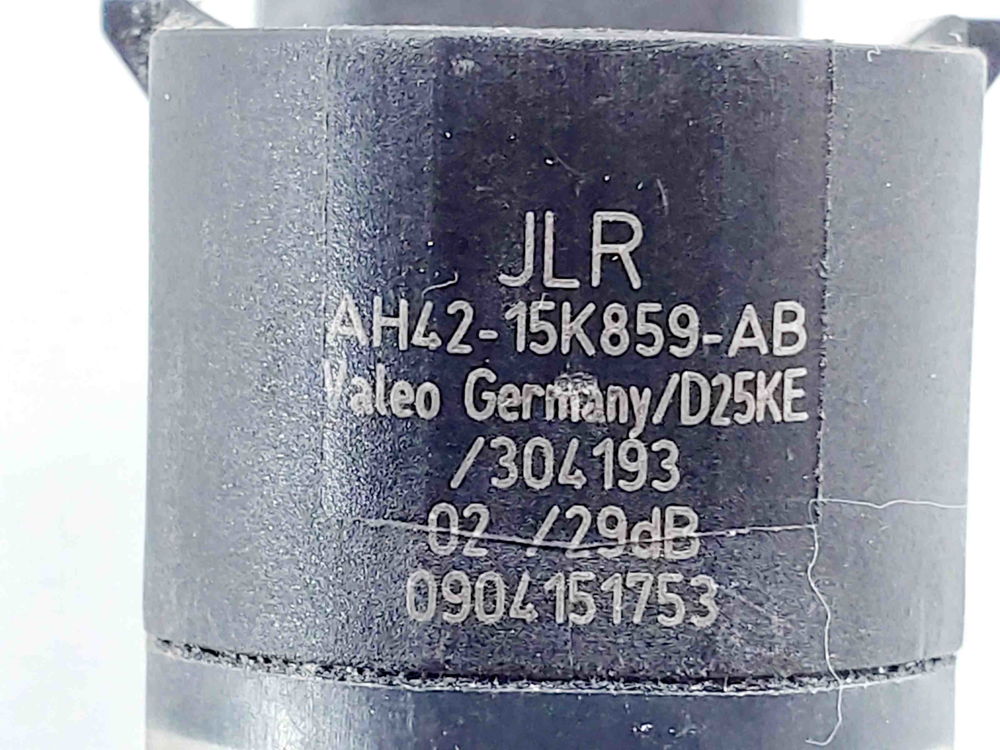 JLR
AH42-15K859-AB
Valeo Germany/D25KE
/304193
02 /29dB
0904151753